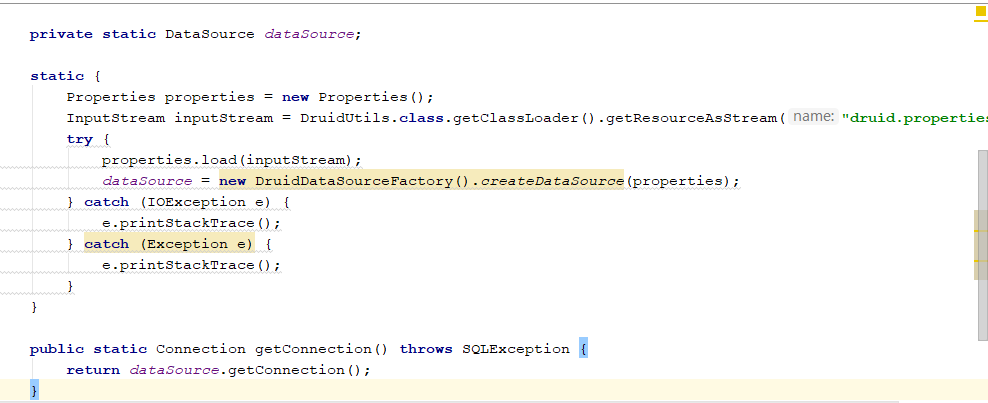 private static DataSource dataSource;
static {
Properties properties = new Properties();
InputStream inputStream = DruidUtils.class.getClassLoader().getResourceAsStream( name: "druid.properties
try {
properties.load(inputStream);
dataSource = new DruidDataSourceFactory().createDataSource(properties);
} catch (IOException e) {
e.printStackTrace();
} catch (Exception e) {
e.printStackTrace();
}
}
public static Connection getConnection() throws SQLException {
return dataSource.getConnection();
}